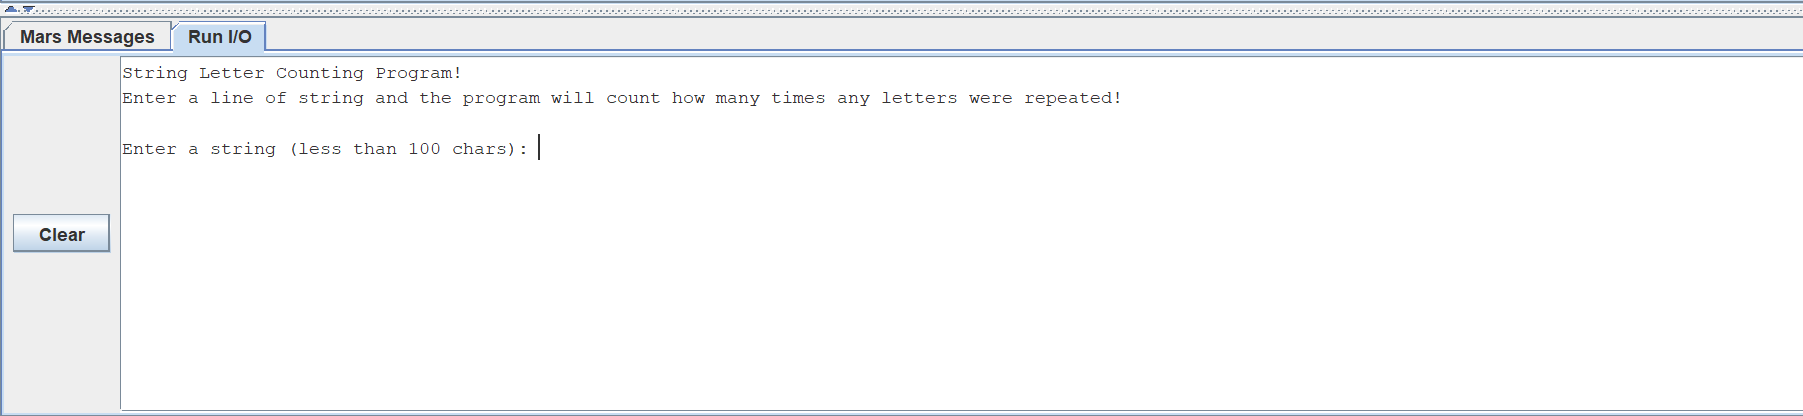 Mars Messages Run I/O
String Letter Counting Program!
Enter a line of string and the program will count how many times any letters were repeated!
Enter a string (less than 100 chars):
Clear